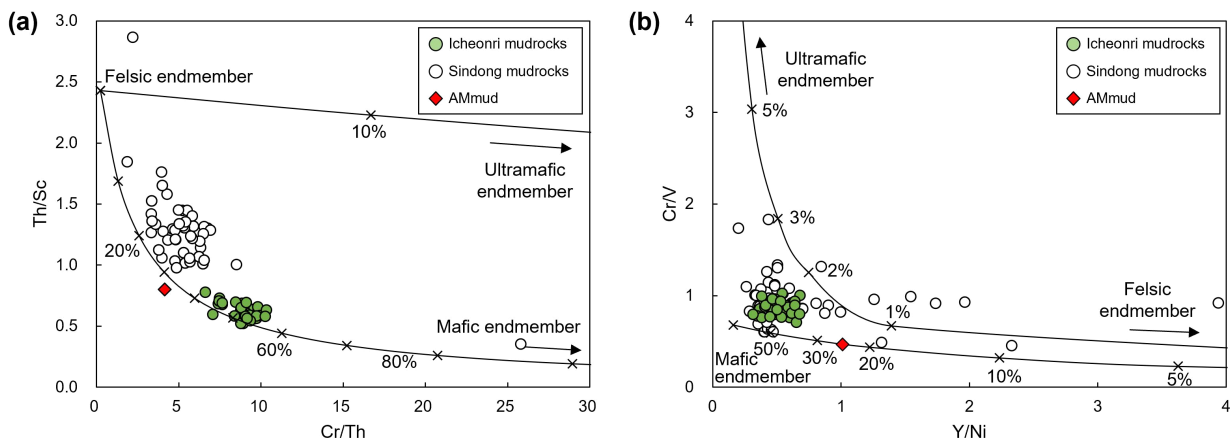 (a)
3.0
2.5
2.0
1.5
1.0
0.5
0.0
Th/Sc
0
5
10
15
20
25
30
Cr/Th
Icheonri mudrocks
Sindong mudrocks
AMmud
Felsic endmember
10%
Ultramafic
endmember
20%
Mafic endmember
60%
80%
(b)
4
3
2
1
0
Cr/V
0
1
2
3
4
Y/Ni
Icheonri mudrocks
Sindong mudrocks
AMmud
Ultramafic
endmember
5%
3%
2%
1%
Felsic
endmember
Mafic
endmember
50%
30%
20%
10%
5%